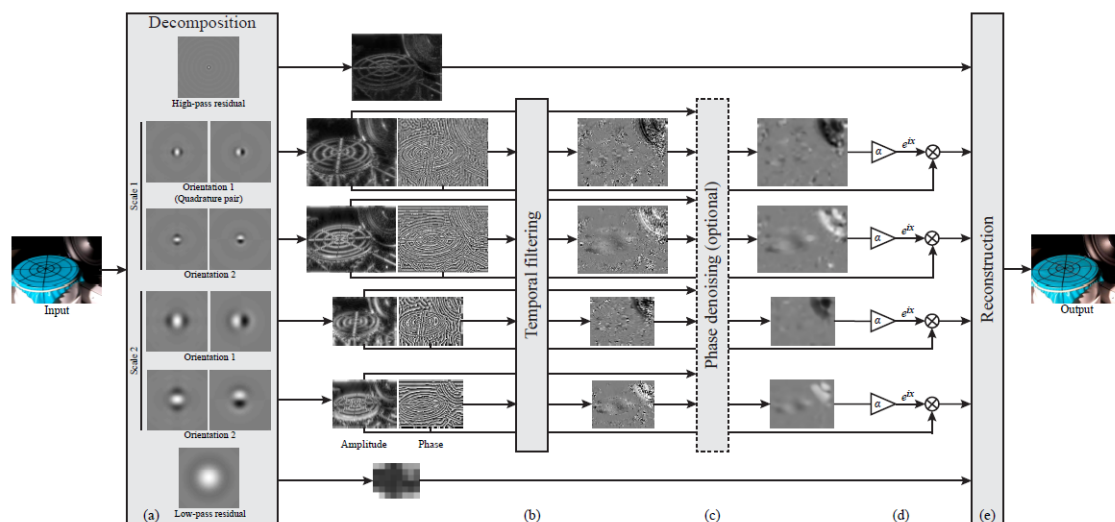 Decomposition
High-pass residual
Scale 1
Orientation 1
(Quadrature pair)
Orientation 2
Scale 2
Orientation 1
Orientation 2
Low-pass residual
Input
Amplitude
Phase
Temporal filtering
Phase denoising (optional)
α
e^{ix}
α
e^{ix}
α
e^{ix}
α
e^{ix}
Reconstruction
Output
(a)
(b)
(c)
(d)
(e)